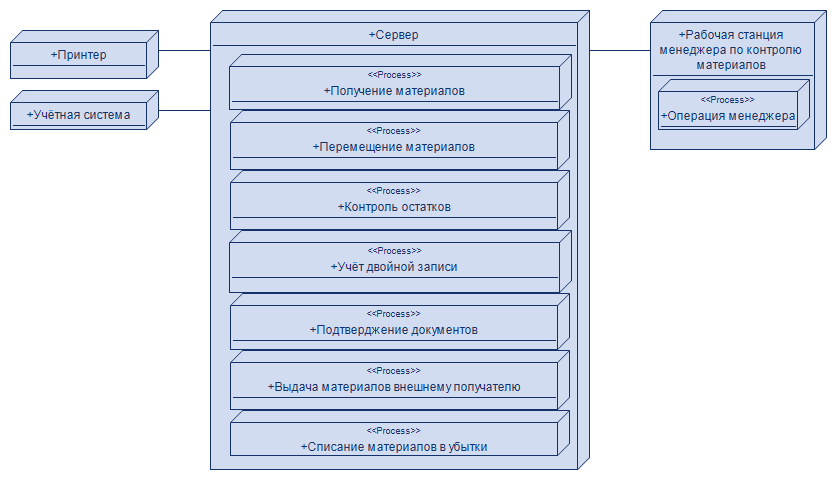 +Принтер
+Учётная система
+Сервер
<<Process>>
+Получение материалов
<<Process>>
+Перемещение материалов
<<Process>>
+Контроль остатков
<<Process>>
+Учёт двойной записи
<<Process>>
+Подтверджение документов
<<Process>>
+Выдача материалов внешнему получателю
<<Process>>
+Списание материалов в убытки
+Рабочая станция
менеджера по контролю
материалов
<<Process>>
+Операция менеджера